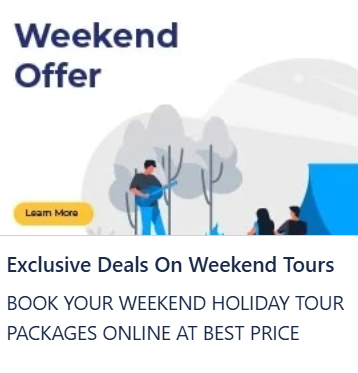 Weekend
Offer
Learn More
Exclusive Deals On Weekend Tours
BOOK YOUR WEEKEND HOLIDAY TOUR
PACKAGES ONLINE AT BEST PRICE